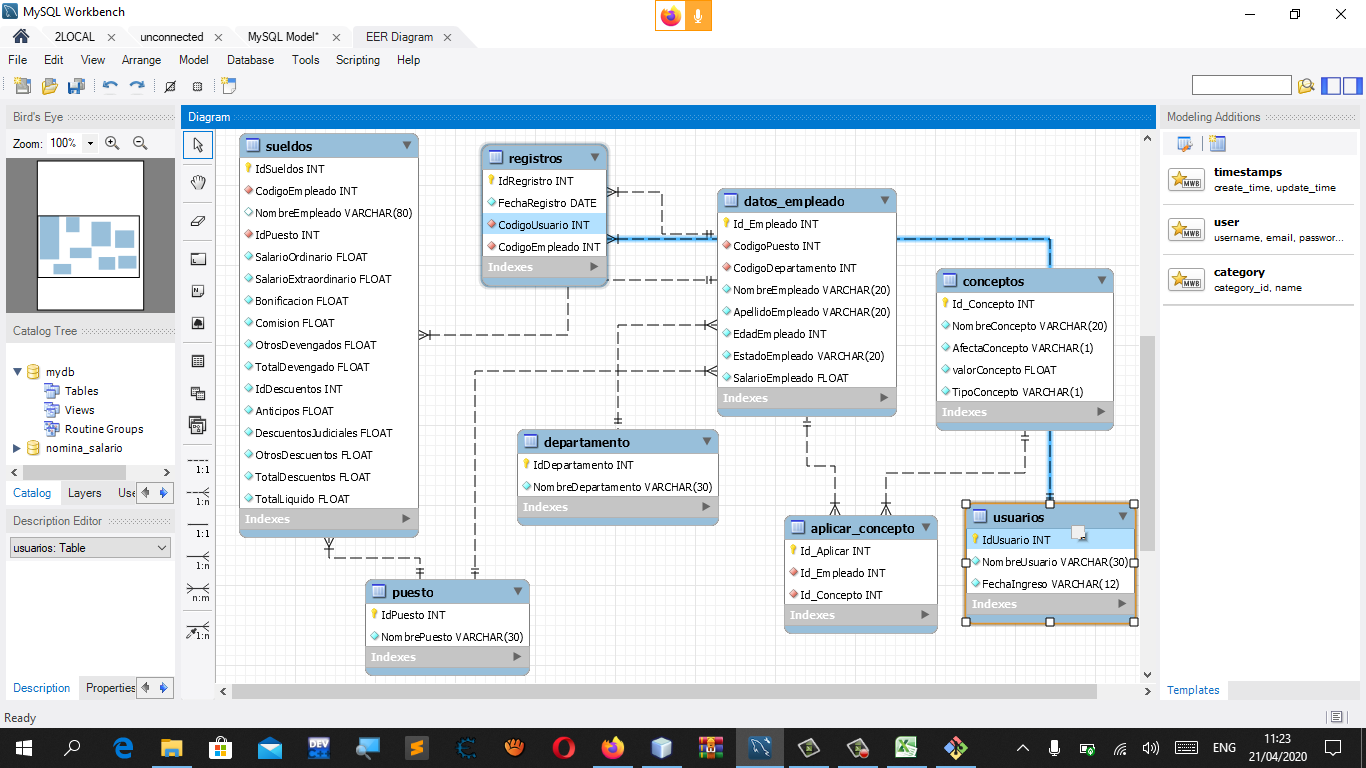 MySQL Workbench
2LOCAL
unconnected
MySQL Model*
EER Diagram
File Edit View Arrange Model Database Tools Scripting Help
Bird's Eye
Zoom: 100%
Catalog Tree
mydb
Tables
Views
Routine Groups
nomina_salario
Catalog Layers Use
Description Editor
usuarios: Table
Description Properties
Ready
Diagram
1:1
1:n
1:1
1:n
n:m
1:n
sueldos
IdSueldos INT
CodigoEmpleado INT
NombreEmpleado VARCHAR(80)
IdPuesto INT
SalarioOrdinario FLOAT
SalarioExtraordinario FLOAT
Bonificacion FLOAT
Comision FLOAT
OtrosDevengados FLOAT
TotalDevengado FLOAT
IdDescuentos INT
Anticipos FLOAT
DescuentosJudiciales FLOAT
OtrosDescuentos FLOAT
TotalDescuentos FLOAT
TotalLiquido FLOAT
Indexes
registros
IdRegristro INT
FechaRegistro DATE
CodigoUsuario INT
CodigoEmpleado INT
Indexes
datos_empleado
Id_Empleado INT
CodigoPuesto INT
CodigoDepartamento INT
NombreEmpleado VARCHAR(20)
ApellidoEmpleado VARCHAR(20)
EdadEmpleado INT
EstadoEmpleado VARCHAR(20)
SalarioEmpleado FLOAT
Indexes
conceptos
Id_Concepto INT
NombreConcepto VARCHAR(20)
AfectaConcepto VARCHAR(1)
valorConcepto FLOAT
TipoConcepto VARCHAR(1)
Indexes
departamento
IdDepartamento INT
NombreDepartamento VARCHAR(30)
Indexes
aplicar_concepto
Id_Aplicar INT
Id_Empleado INT
Id_Concepto INT
Indexes
usuarios
IdUsuario INT
NombreUsuario VARCHAR(30)
FechaIngreso VARCHAR(12)
Indexes
puesto
IdPuesto INT
NombrePuesto VARCHAR(30)
Indexes
Modeling Additions
MWB
timestamps
create_time, update_time
MWB
user
username, email, passwor...
MWB
category
category_id, name
Templates
DEV
ENG
11:23
21/04/2020